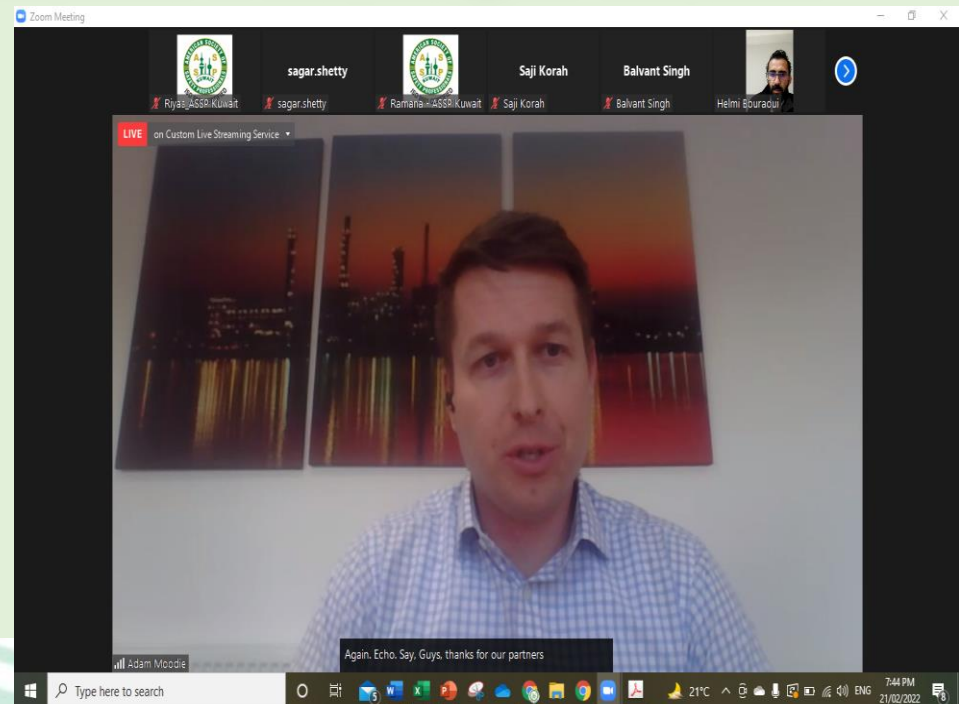 Zoom Meeting
sagar.shetty
Saji Korah
Balvant Singh
Riyas_ASSP Kuwait
sagar.shetty
Ramana - ASSP Kuwait
Saji Korah
Balvant Singh
Helmi Bouraqui
LIVE on Custom Live Streaming Service
Again. Echo. Say, Guys, thanks for our partners
Adam Moodie
Type here to search
21°C
ENG
7:44 PM
21/02/2022